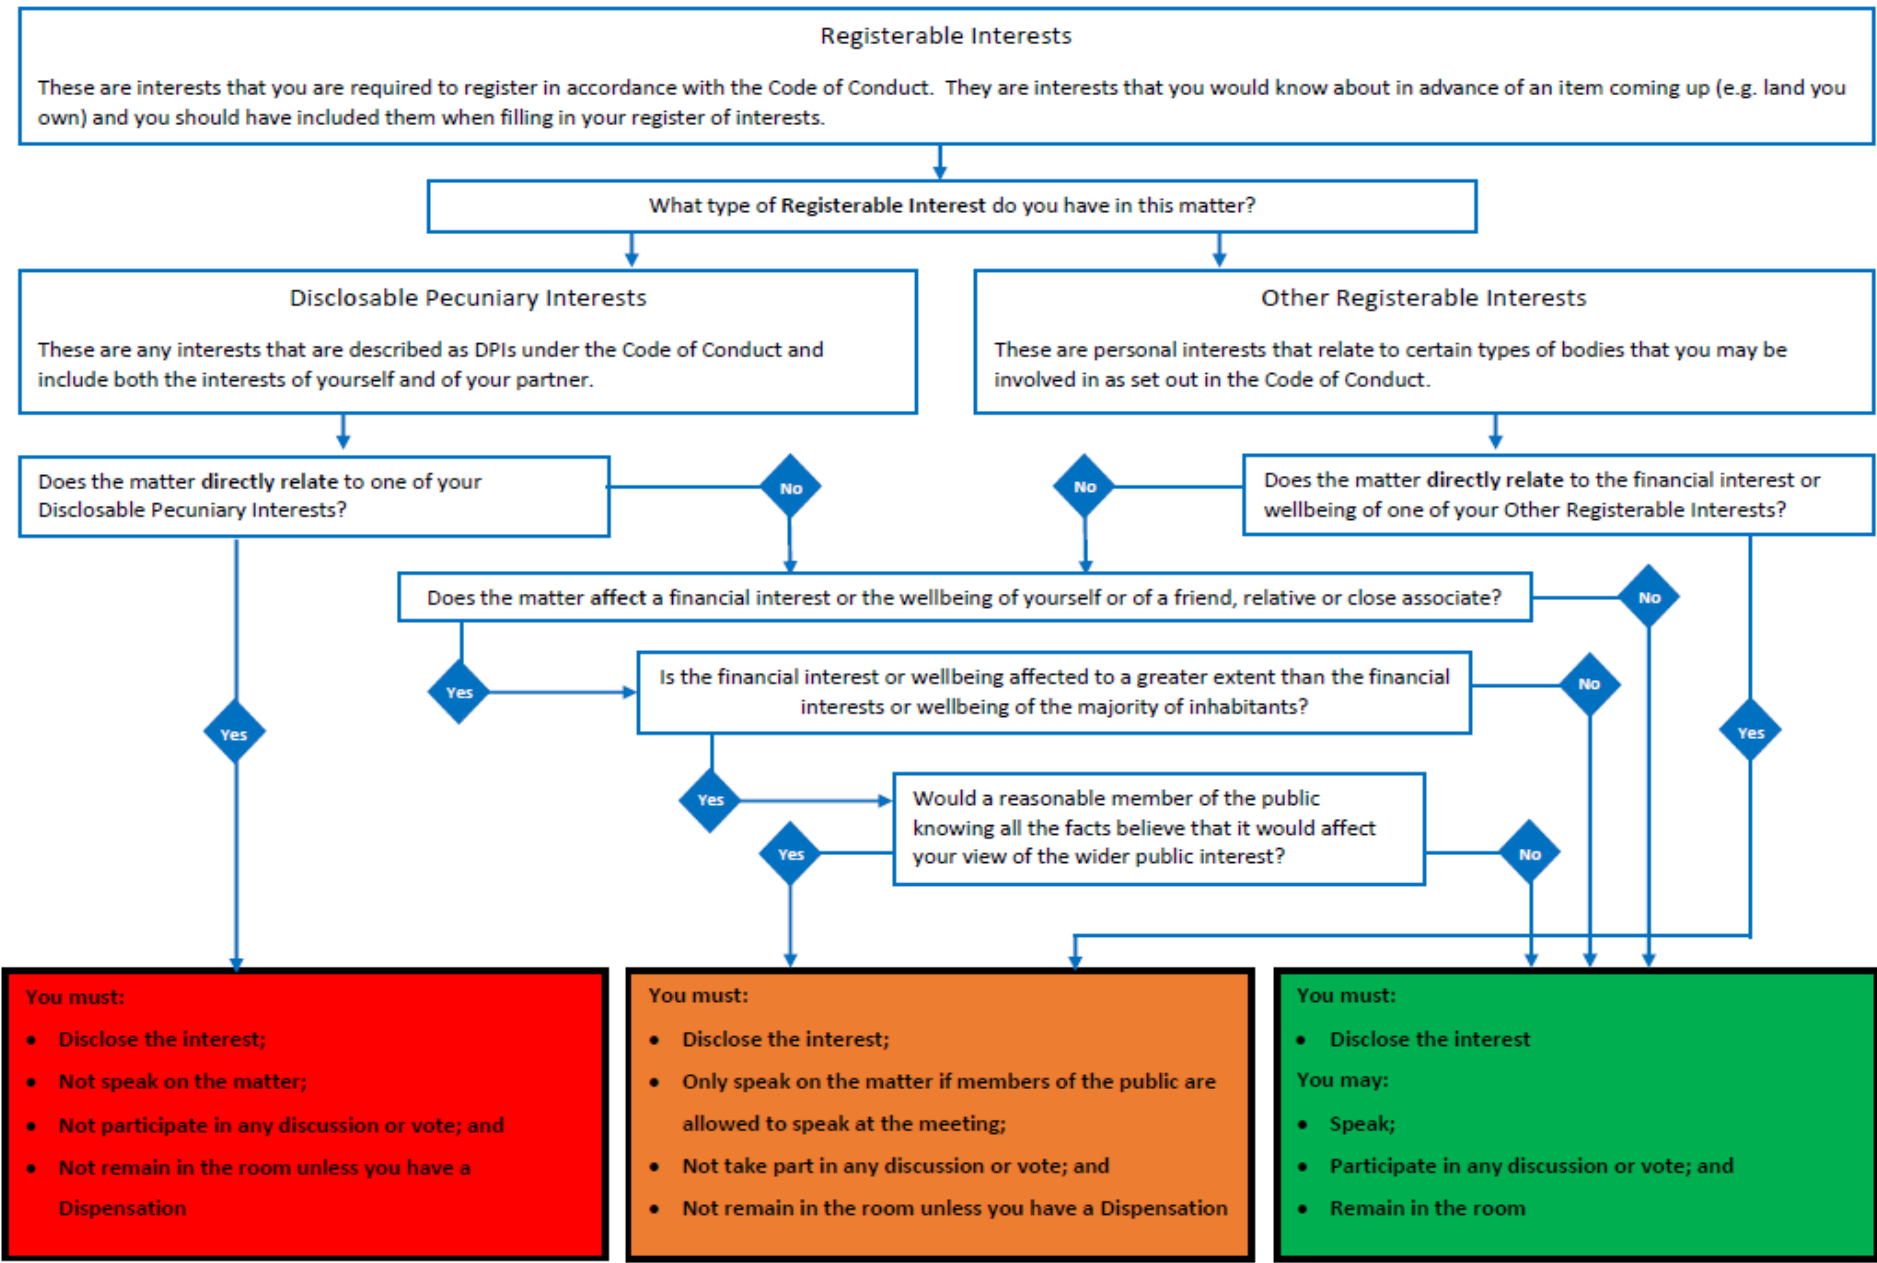 Registerable Interests
These are interests that you are required to register in accordance with the Code of Conduct. They are interests that you would know about in advance of an item coming up (e.g. land you
own) and you should have included them when filling in your register of interests.
What type of Registerable Interest do you have in this matter?
Disclosable Pecuniary Interests
These are any interests that are described as DPIs under the Code of Conduct and
include both the interests of yourself and of your partner.
Other Registerable Interests
These are personal interests that relate to certain types of bodies that you may be
involved in as set out in the Code of Conduct.
Does the matter directly relate to one of your
Disclosable Pecuniary Interests?
No
No
Does the matter directly relate to the financial interest or
wellbeing of one of your Other Registerable Interests?
Does the matter affect a financial interest or the wellbeing of yourself or of a friend, relative or close associate?
No
Yes
Is the financial interest or wellbeing affected to a greater extent than the financial
interests or wellbeing of the majority of inhabitants?
No
Yes
Yes
Yes
Would a reasonable member of the public
knowing all the facts believe that it would affect
your view of the wider public interest?
Yes
No
You must:
• Disclose the interest;
• Not speak on the matter;
• Not participate in any discussion or vote; and
• Not remain in the room unless you have a
Dispensation
You must:
• Disclose the interest;
• Only speak on the matter if members of the public are
allowed to speak at the meeting;
• Not take part in any discussion or vote; and
• Not remain in the room unless you have a Dispensation
You must:
• Disclose the interest
You may:
• Speak;
• Participate in any discussion or vote; and
• Remain in the room